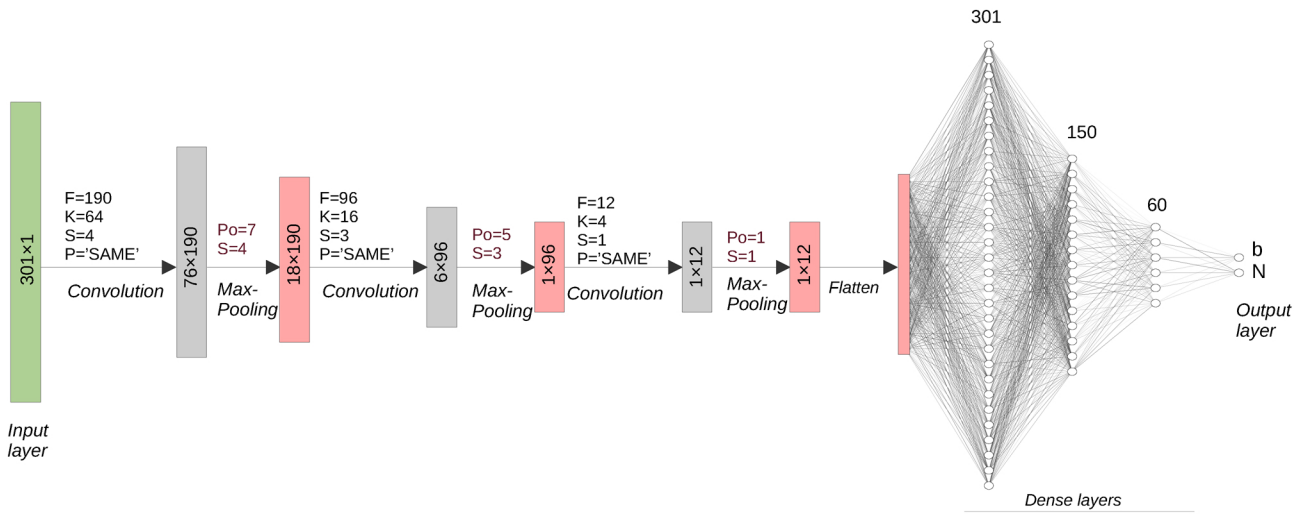 301×1
Input
layer
F=190
K=64
S=4
P='SAME'
Convolution
76×190
Po=7
S=4
Max-
Pooling
18×190
F=96
K=16
S=3
P='SAME'
Convolution
6×96
Po=5
S=3
Max-
Pooling
1×96
F=12
K=4
S=1
P='SAME'
Convolution
1×12
Po=1
S=1
Max-
Pooling
1×12
Flatten
301
150
60
Dense layers
b
N
Output
layer